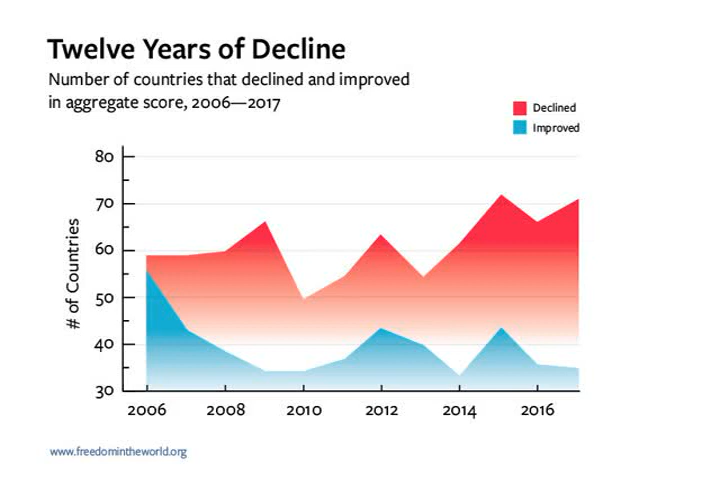 Twelve Years of Decline
Number of countries that declined and improved
in aggregate score, 2006—2017
Declined
Improved
80
70
60
50
40
30
# of Countries
2006 2008 2010 2012 2014 2016
www.freedomintheworld.org